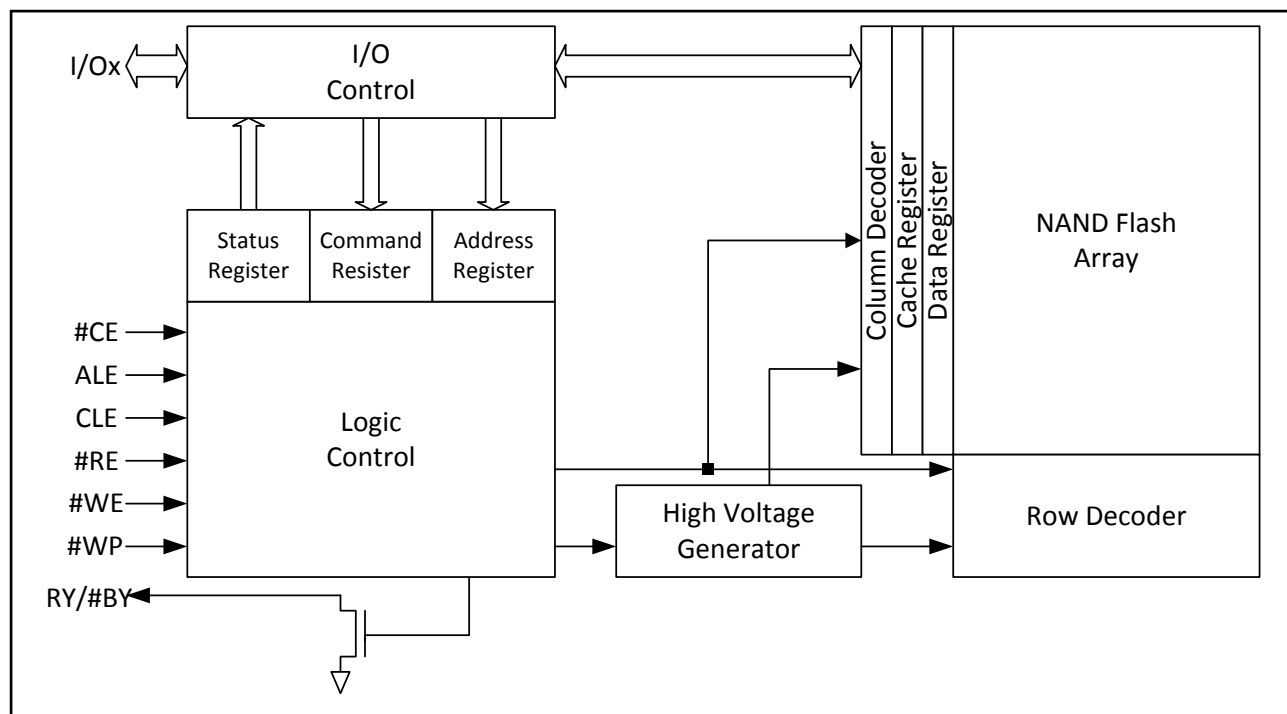 I/Ox
I/O
Control
Status
Register
Command
Resister
Address
Register
Column Decoder
Cache Register
Data Register
NAND Flash
Array
#CE
ALE
CLE
#RE
#WE
#WP
RY/#BY
Logic
Control
High Voltage
Generator
Row Decoder